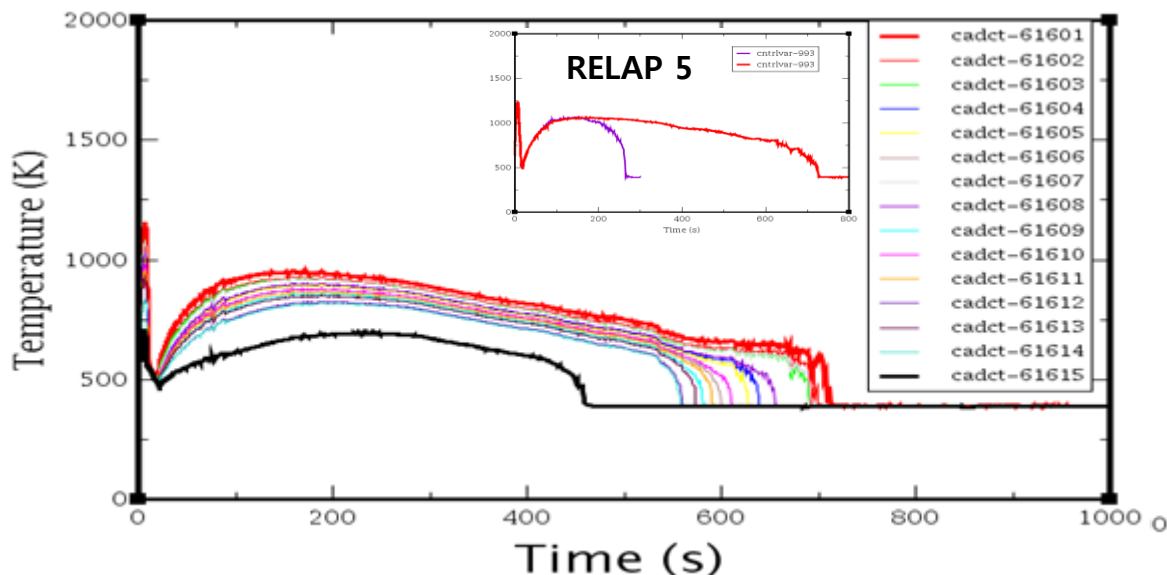 2000
1500
1000
500
0
Temperature (K)
0
200
400
600
800
1000
0
Time (s)
RELAP 5
cntrlvar-993
cntrlvar-993
2000
1500
1000
500
0
0
200
400
600
800
Time (s)
cadct-61601
cadct-61602
cadct-61603
cadct-61604
cadct-61605
cadct-61606
cadct-61607
cadct-61608
cadct-61609
cadct-61610
cadct-61611
cadct-61612
cadct-61613
cadct-61614
cadct-61615